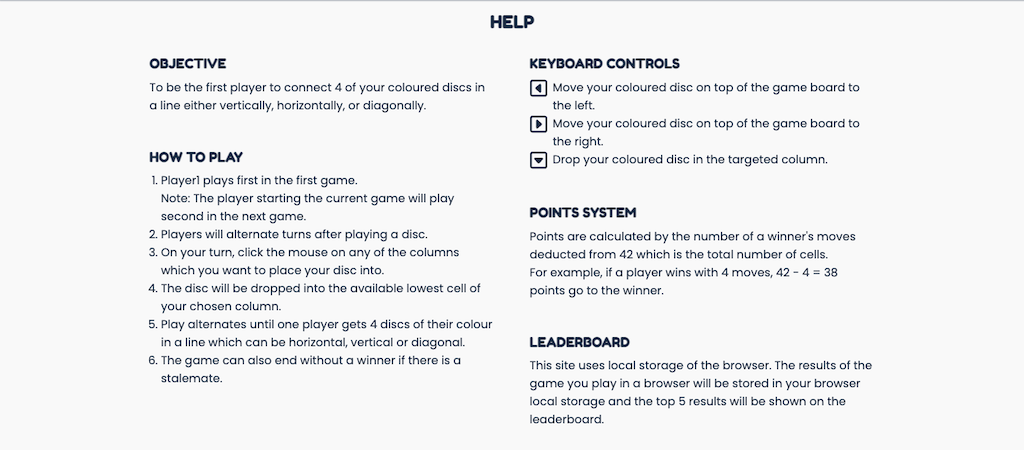 HELP
OBJECTIVE
To be the first player to connect 4 of your coloured discs in
a line either vertically, horizontally, or diagonally.
HOW TO PLAY
1. Player1 plays first in the first game.
Note: The player starting the current game will play
second in the next game.
2. Players will alternate turns after playing a disc.
3. On your turn, click the mouse on any of the columns
which you want to place your disc into.
4. The disc will be dropped into the available lowest cell of
your chosen column.
5. Play alternates until one player gets 4 discs of their colour
in a line which can be horizontal, vertical or diagonal.
6. The game can also end without a winner if there is a
stalemate.
KEYBOARD CONTROLS
Move your coloured disc on top of the game board to
the left.
Move your coloured disc on top of the game board to
the right.
Drop your coloured disc in the targeted column.
POINTS SYSTEM
Points are calculated by the number of a winner's moves
deducted from 42 which is the total number of cells.
For example, if a player wins with 4 moves, 42 - 4 = 38
points go to the winner.
LEADERBOARD
This site uses local storage of the browser. The results of the
game you play in a browser will be stored in your browser
local storage and the top 5 results will be shown on the
leaderboard.